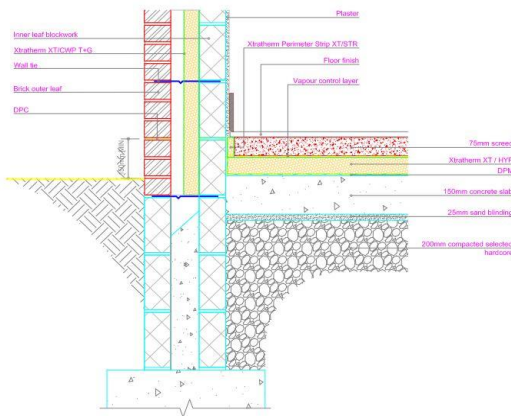 Plaster
Inner leaf blockwork
Xtratherm XT/CWP T+G
Xtratherm Perimeter Strip XT/STR
Floor finish
Wall tie
Vapour control layer
Brick outer leaf
DPC
75mm screed
Xtratherm XT / HYF
DPM
150mm concrete slab
25mm sand blinding
200mm compacted selected
hardcore